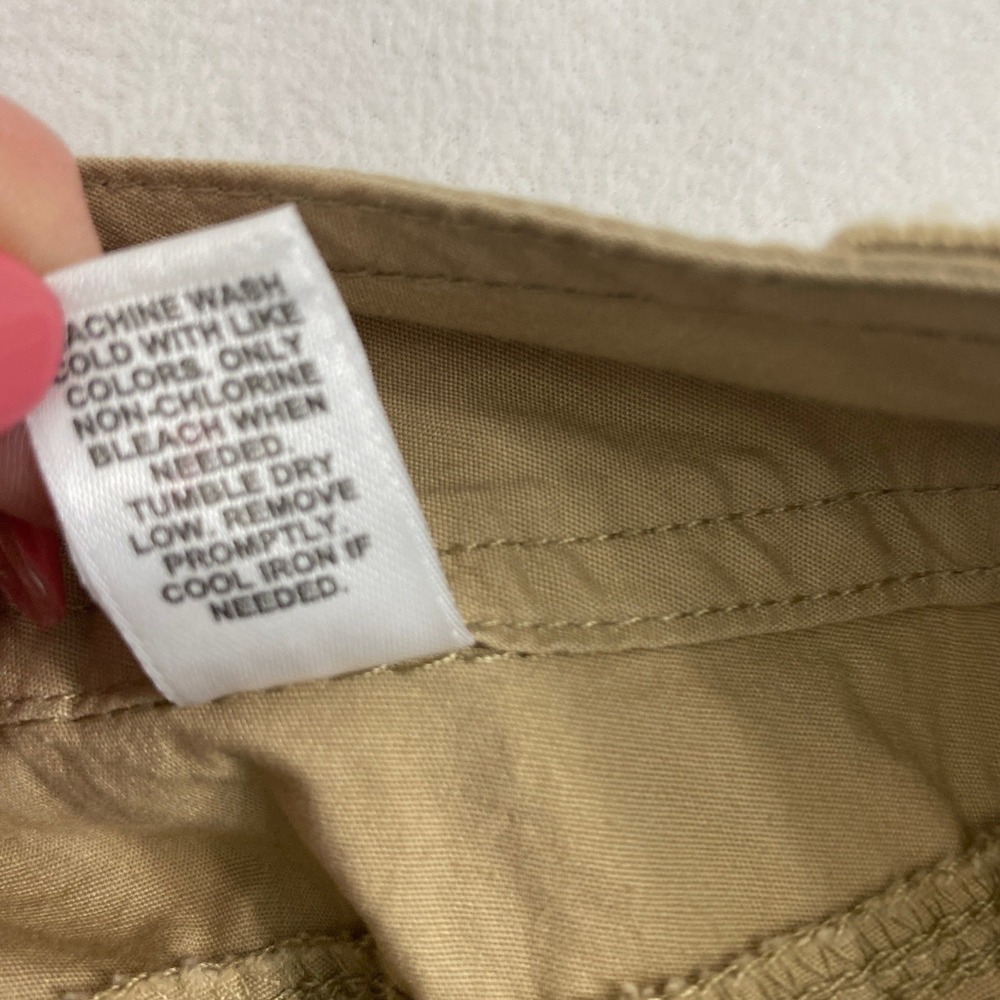 ACHINE WASH
COLD WITH LIKE
COLORS. ONLY
NON-CHLORINE
BLEACH WHEN
NEEDED
TUMBLE DRY
LOW. REMOVE
PROMPTLY.
COOL IRON IF
NEEDED.